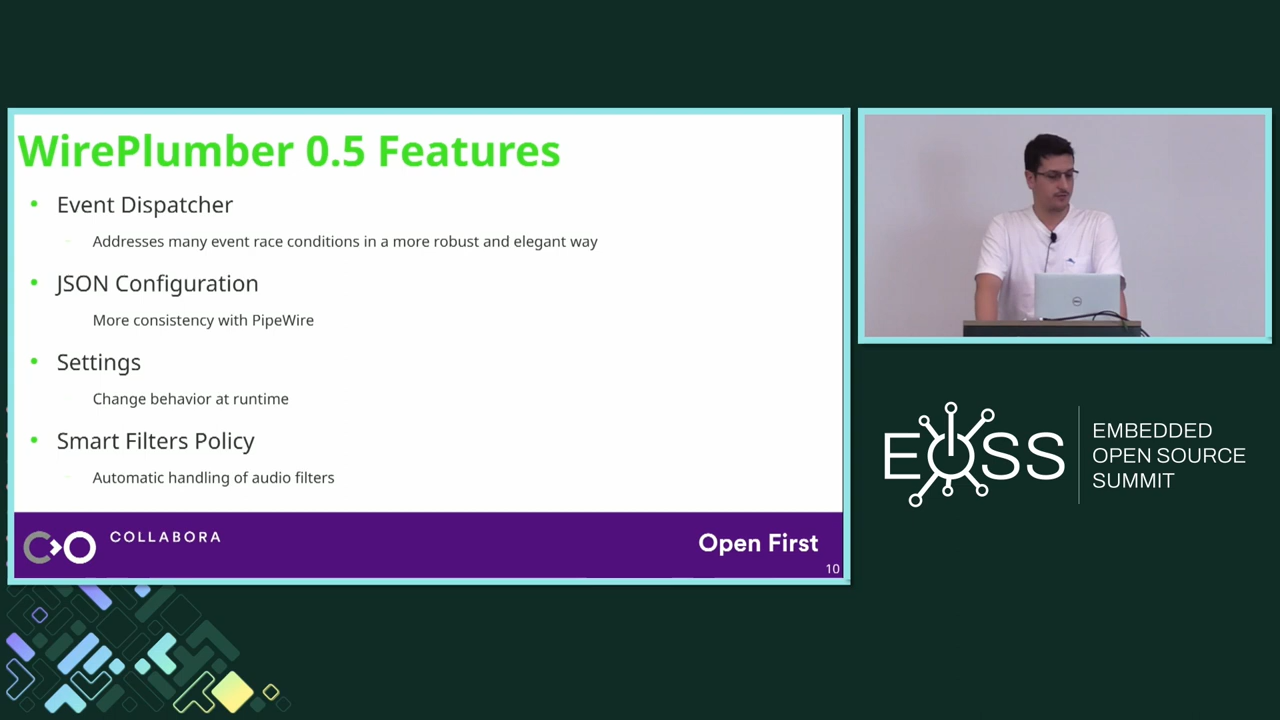 WirePlumber 0.5 Features
• Event Dispatcher
- Addresses many event race conditions in a more robust and elegant way
• JSON Configuration
More consistency with PipeWire
• Settings
Change behavior at runtime
• Smart Filters Policy
- Automatic handling of audio filters
COLLABORA
Open First
10
DELL
EOSS
EMBEDDED
OPEN SOURCE
SUMMIT